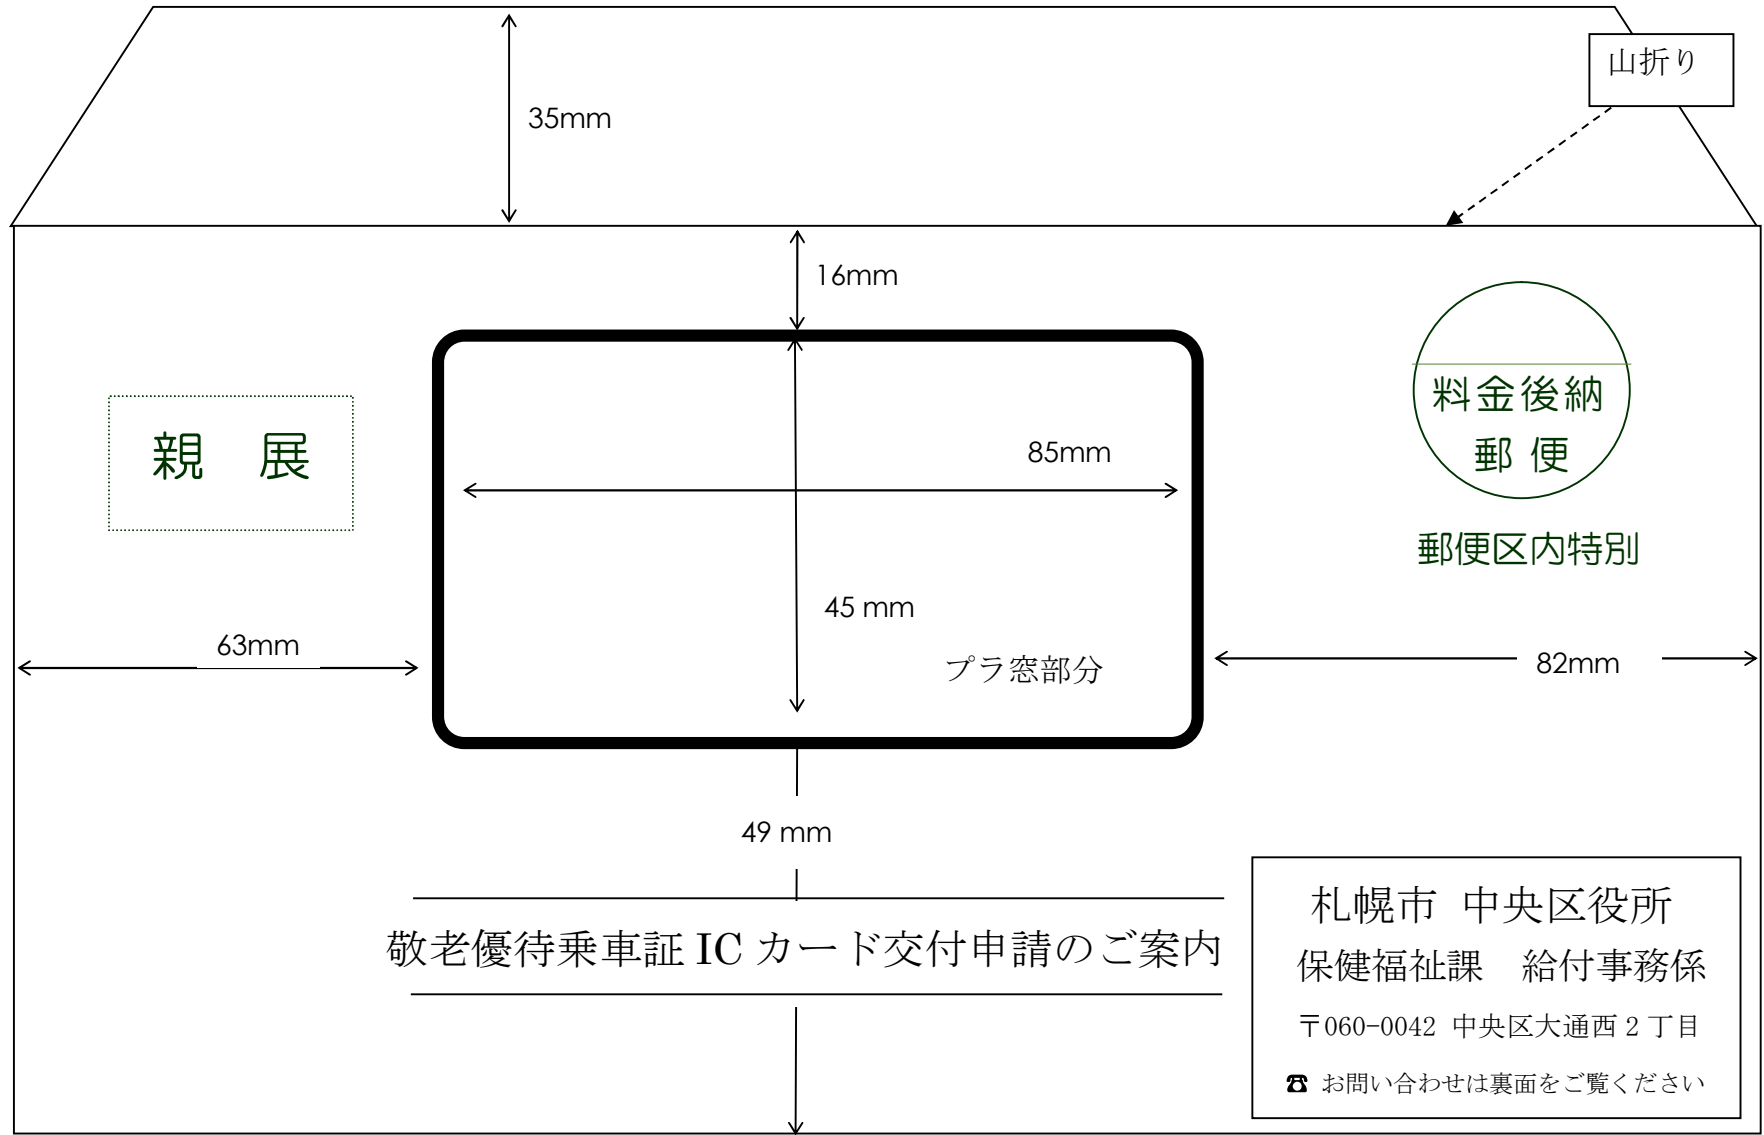 山折り
35mm
16mm
料金後納
郵 便
親　展
85mm
郵便区内特別
45 mm
63mm
プラ窓部分
82mm
49 mm
敬老優待乗車証 IC カード交付申請のご案内
札幌市 中央区役所
保健福祉課　給付事務係
〒060-0042 中央区大通西 2 丁目
☎ お問い合わせは裏面をご覧ください